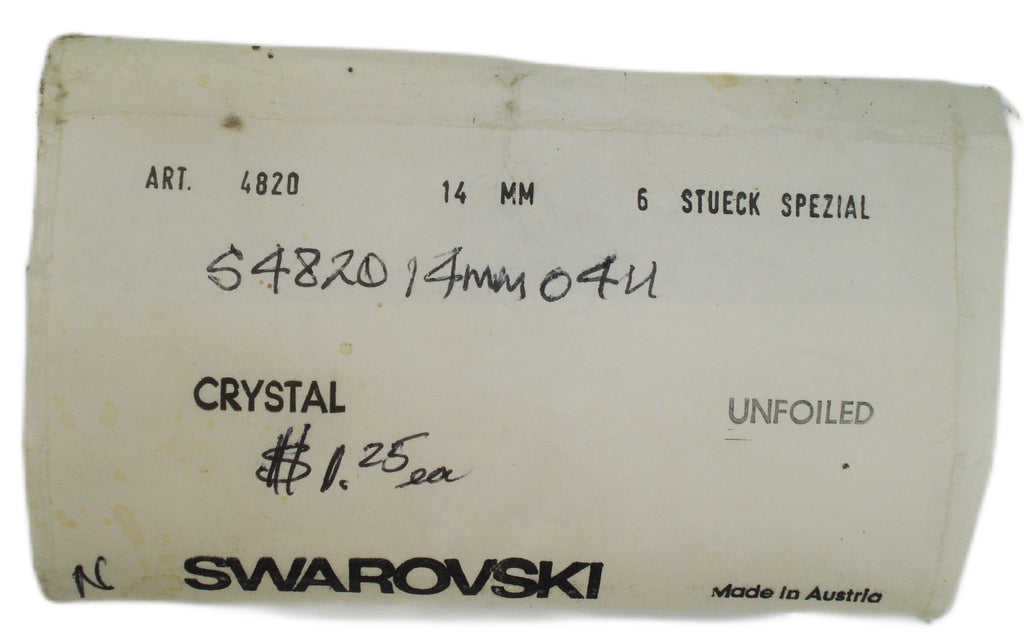 ART. 4820 14 MM 6 STUECK SPEZIAL
S4820 14mm 04U
CRYSTAL UNFOILED
$1.25 ea
N SWAROVSKI Made in Austria